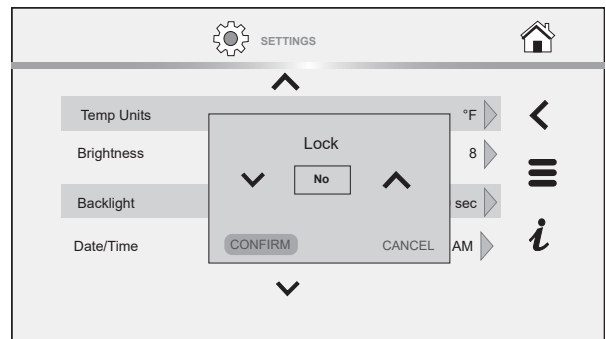 SETTINGS
Temp Units °F
Lock
Brightness 8
No
Backlight sec
CONFIRM CANCEL
Date/Time AM